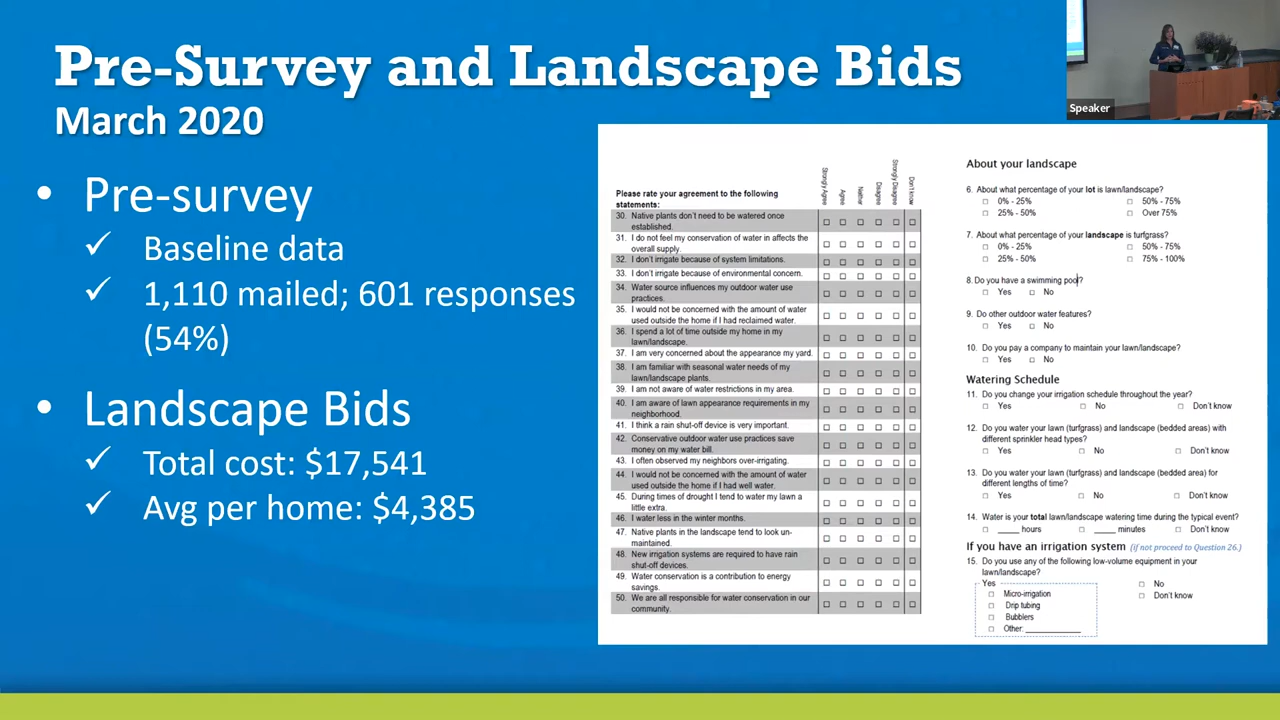 Pre-Survey and Landscape Bids
March 2020
Speaker
• Pre-survey
✓ Baseline data
✓ 1,110 mailed; 601 responses
(54%)
• Landscape Bids
✓ Total cost: $17,541
✓ Avg per home: $4,385
Please rate your agreement to the following
statements:
Strongly Agree
Agree
Neither
Disagree
Strongly Disagree
Don't know
30. Native plants don't need to be watered once
established.
31. I do not feel my conservation of water in affects the
overall supply.
32. I don't irrigate because of system limitations.
33. I don't irrigate because of environmental concern.
34. Water source influences my outdoor water use
practices.
35. I would not be concerned with the amount of water
used outside the home if I had reclaimed water.
36. I spend a lot of time outside my home in my
lawn/landscape.
37. I am very concerned about the appearance my yard.
38. I am familiar with seasonal water needs of my
lawn/landscape plants.
39. I am not aware of water restrictions in my area.
40. I am aware of lawn appearance requirements in my
neighborhood.
41. I think a rain shut-off device is very important.
42. Conservative outdoor water use practices save
money on my water bill.
43. I often observed my neighbors over-irrigating.
44. I would not be concerned with the amount of water
used outside the home if I had well water.
45. During times of drought I tend to water my lawn a
little extra.
46. I water less in the winter months.
47. Native plants in the landscape tend to look un-
maintained.
48. New irrigation systems are required to have rain
shut-off devices.
49. Water conservation is a contribution to energy
savings.
50. We are all responsible for water conservation in our
community.
About your landscape
6. About what percentage of your lot is lawn/landscape?
☐ 0% - 25% ☐ 50% - 75%
☐ 25% - 50% ☐ Over 75%
7. About what percentage of your landscape is turfgrass?
☐ 0% - 25% ☐ 50% - 75%
☐ 25% - 50% ☐ 75% - 100%
8. Do you have a swimming pool?
☐ Yes ☐ No
9. Do other outdoor water features?
☐ Yes ☐ No
10. Do you pay a company to maintain your lawn/landscape?
☐ Yes ☐ No
Watering Schedule
11. Do you change your irrigation schedule throughout the year?
☐ Yes ☐ No ☐ Don't know
12. Do you water your lawn (turfgrass) and landscape (bedded areas) with
different sprinkler head types?
☐ Yes ☐ No ☐ Don't know
13. Do you water your lawn (turfgrass) and landscape (bedded area) for
different lengths of time?
☐ Yes ☐ No ☐ Don't know
14. Water is your total lawn/landscape watering time during the typical event?
☐ _____ hours ☐ _____ minutes ☐ Don't know
If you have an irrigation system (if not proceed to Question 26.)
15. Do you use any of the following low-volume equipment in your
lawn/landscape?
Yes ☐ No
☐ Micro-irrigation ☐ Don't know
☐ Drip tubing
☐ Bubblers
☐ Other: ____________